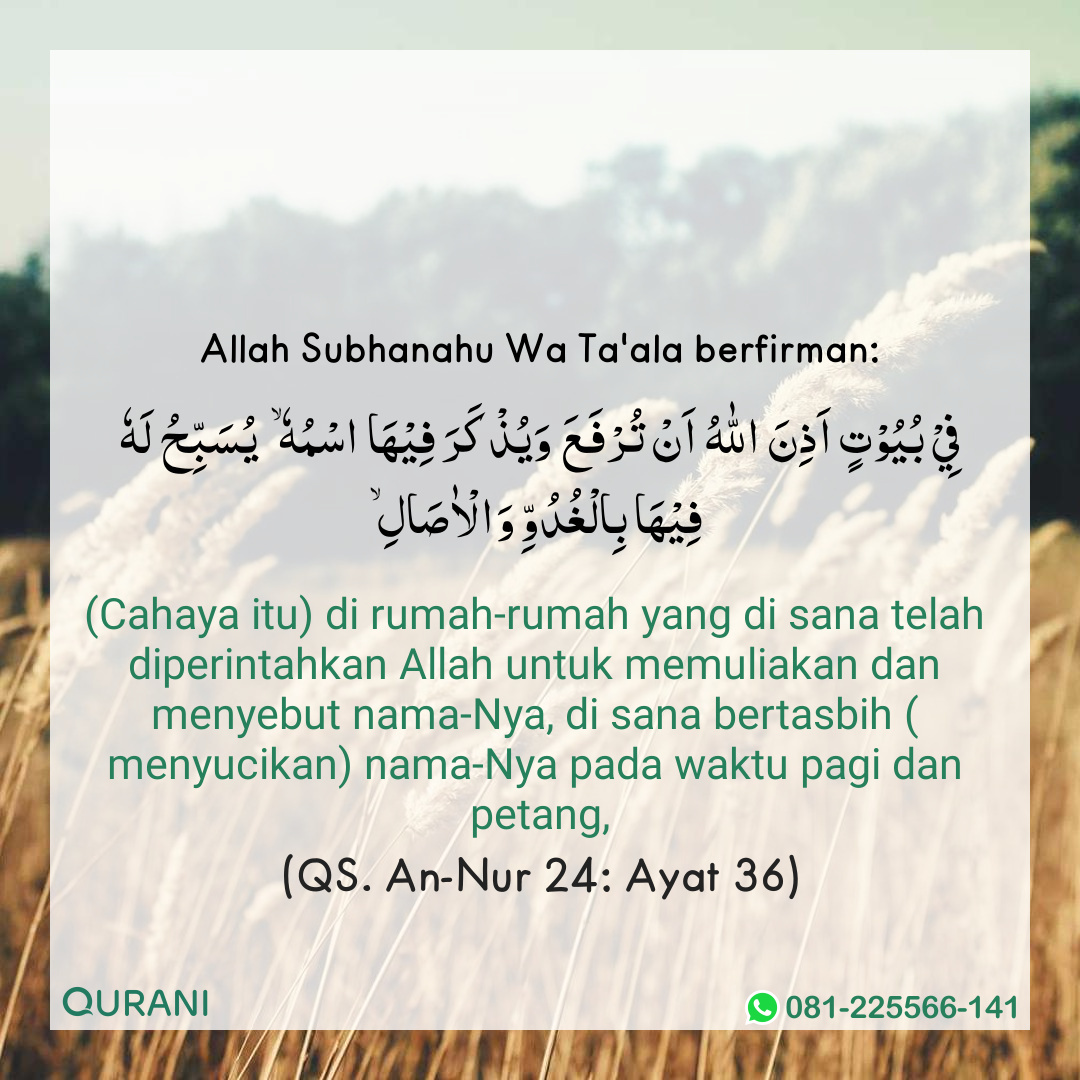 Allah Subhanahu Wa Ta'ala berfirman:
فِيْ بُيُوْتٍ اَذِنَ اللّٰهُ اَنْ تُرْفَعَ وَيُذْكَرَ فِيْهَا اسْمُهٗۙ يُسَبِّحُ لَهٗ
فِيْهَا بِالْغُدُوِّ وَالْاٰصَالِۙ
(Cahaya itu) di rumah-rumah yang di sana telah
diperintahkan Allah untuk memuliakan dan
menyebut nama-Nya, di sana bertasbih (
menyucikan) nama-Nya pada waktu pagi dan
petang,
(QS. An-Nur 24: Ayat 36)
QURANI
081-225566-141